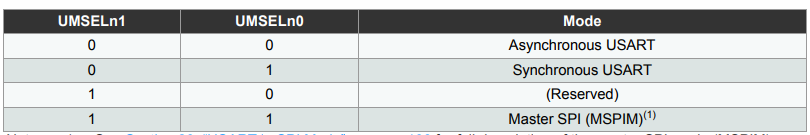 UMSELn1 UMSELn0 Mode
0 0 Asynchronous USART
0 1 Synchronous USART
1 0 (Reserved)
1 1 Master SPI (MSPIM)(1)